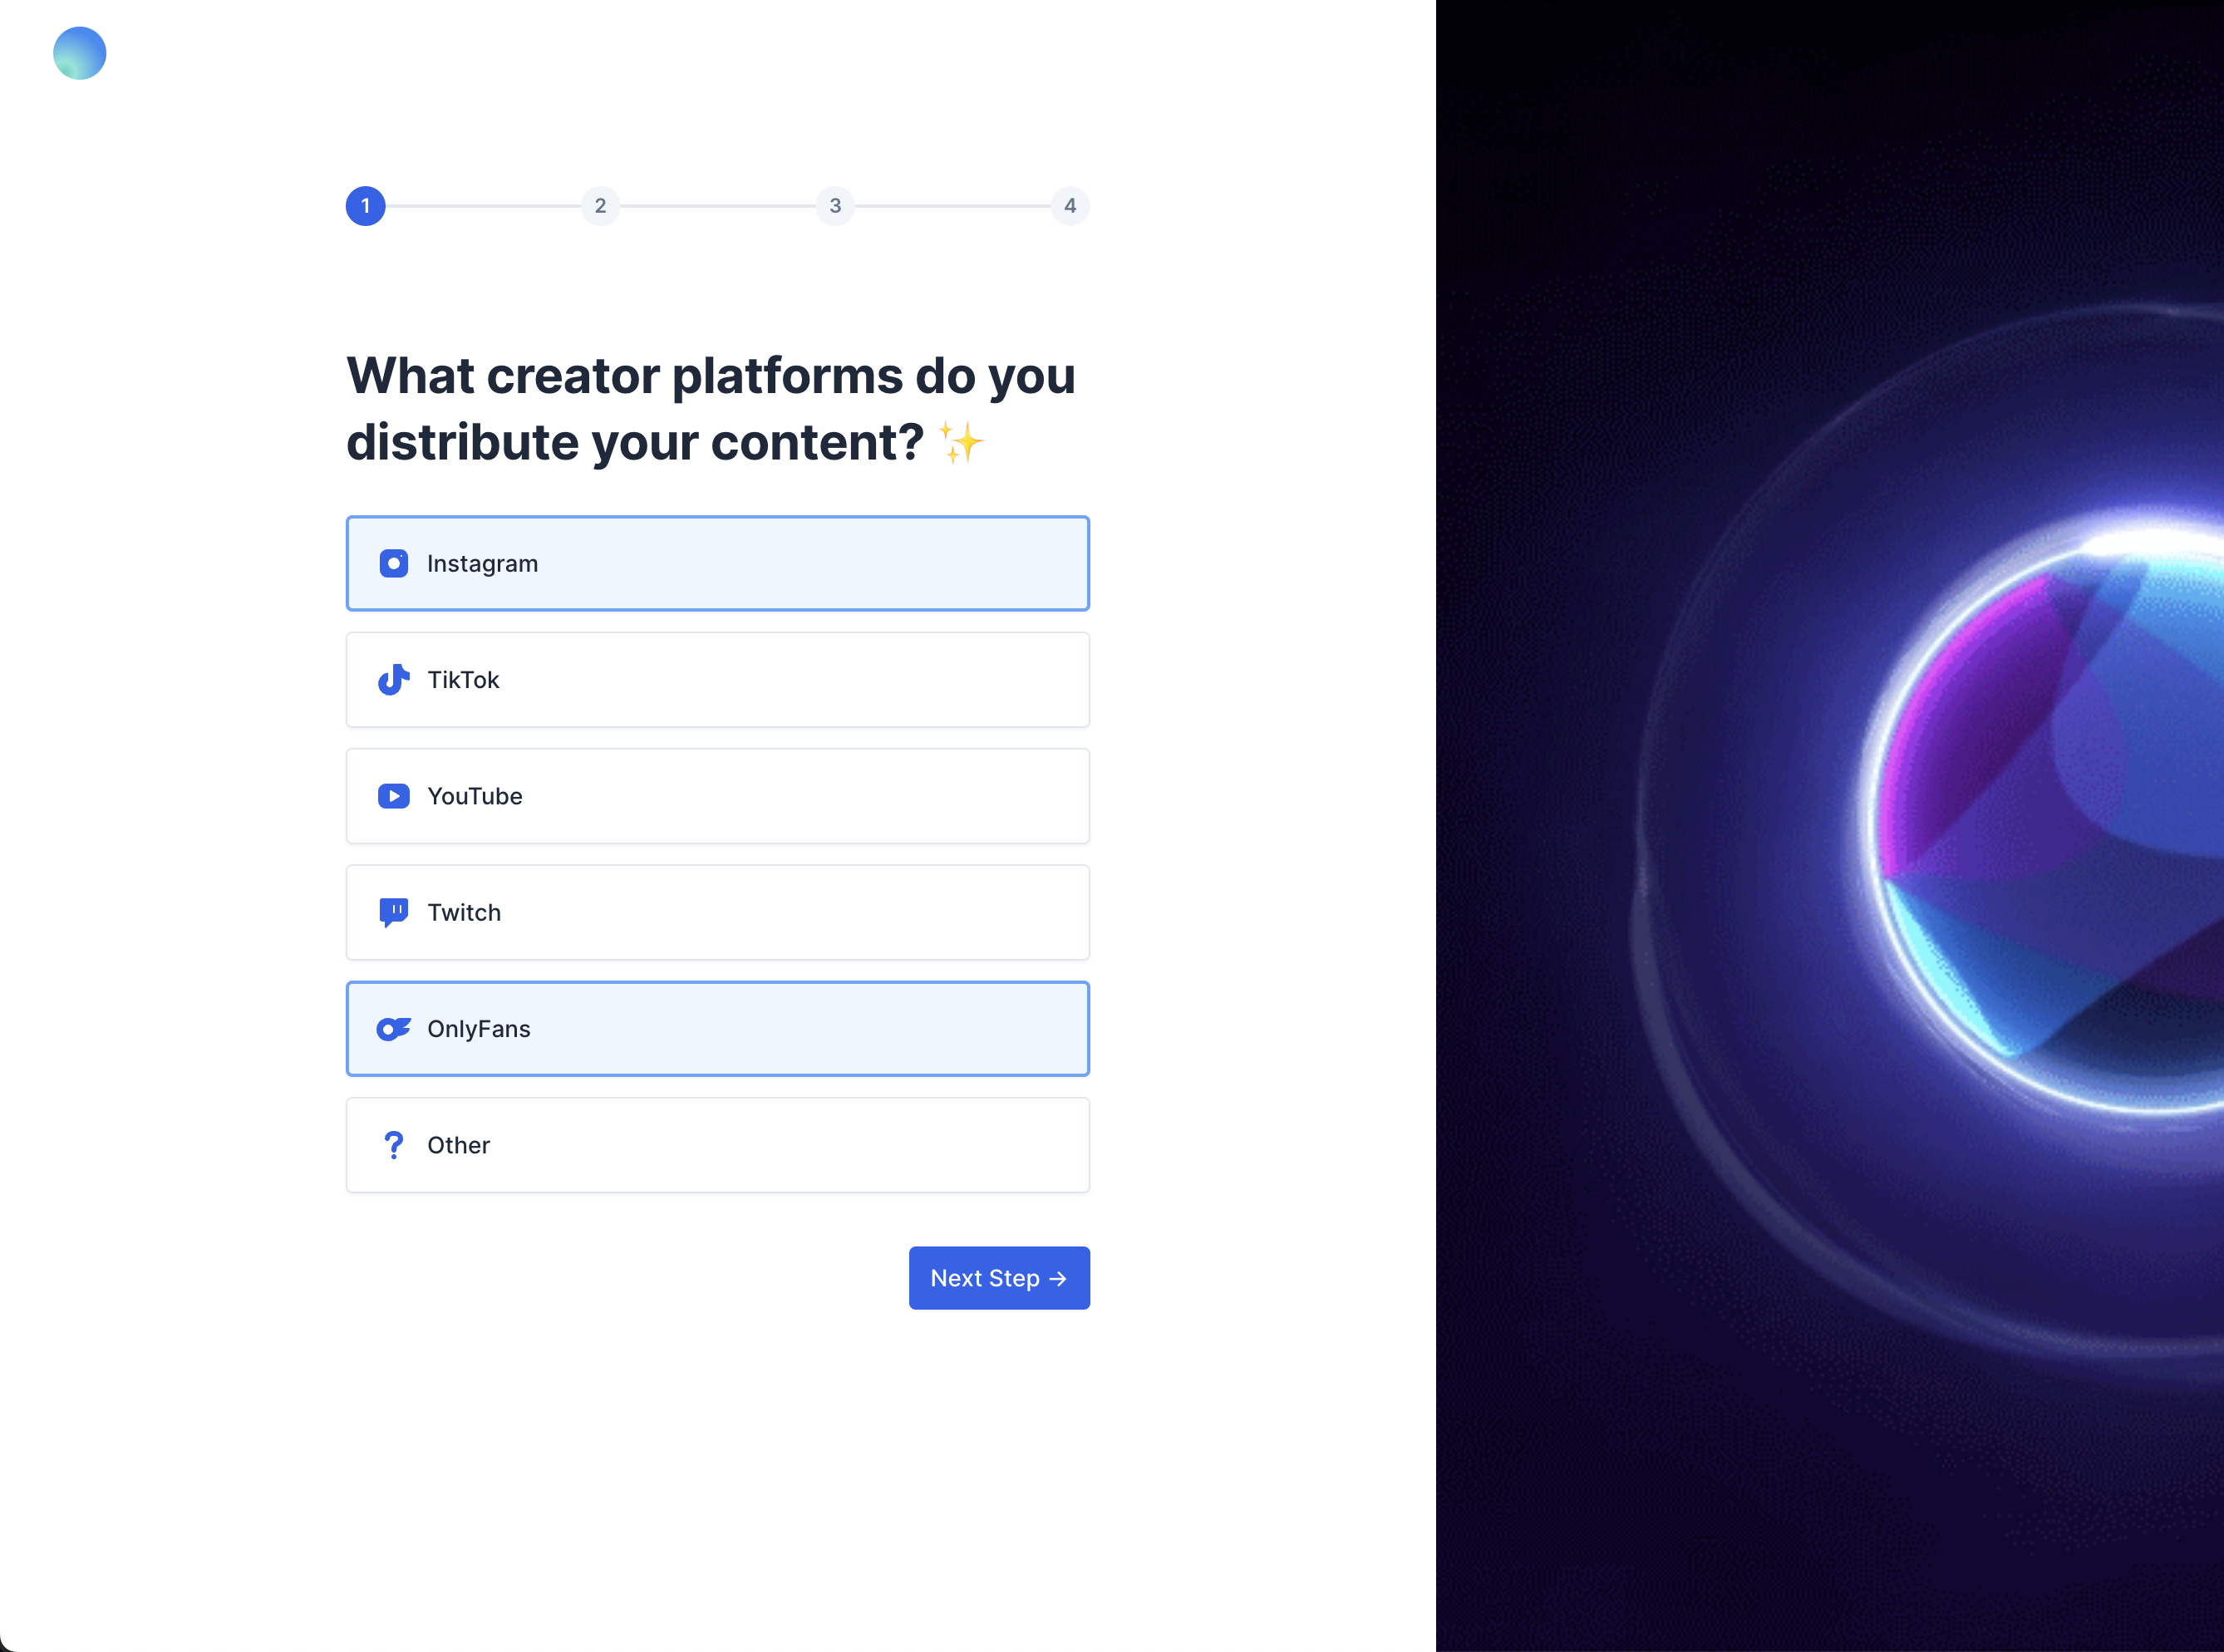 1 2 3 4
What creator platforms do you
distribute your content? ✨
Instagram
TikTok
YouTube
Twitch
OnlyFans
? Other
Next Step →